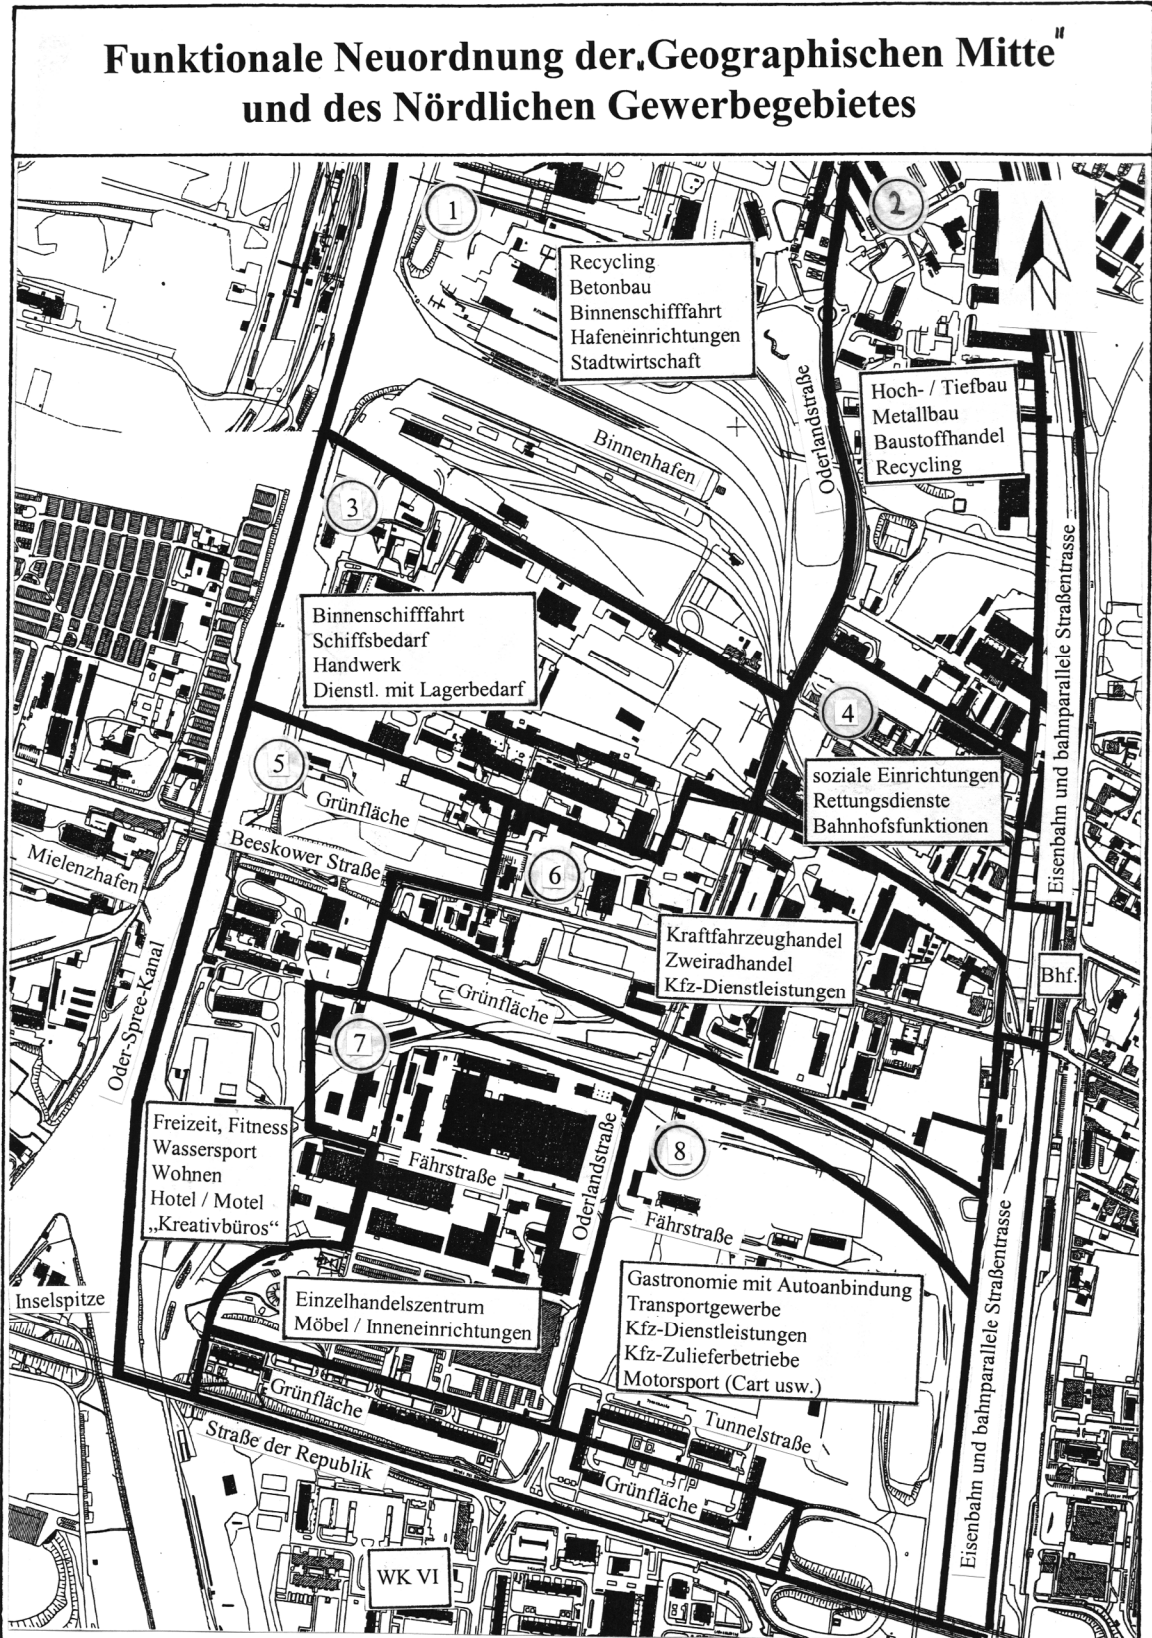 Funktionale Neuordnung der „Geographischen Mitte"
und des Nördlichen Gewerbegebietes
1
2
Recycling
Betonbau
Binnenschifffahrt
Hafeneinrichtungen
Stadtwirtschaft
Oderlandstraße
Hoch- / Tiefbau
Metallbau
Baustoffhandel
Recycling
Binnenhafen
3
Binnenschifffahrt
Schiffsbedarf
Handwerk
Dienstl. mit Lagerbedarf
Eisenbahn und bahnparallele Straßentrasse
4
soziale Einrichtungen
Rettungsdienste
Bahnhofsfunktionen
5
Grünfläche
Beeskower Straße
Mielenzhafen
6
Kraftfahrzeughandel
Zweiradhandel
Kfz-Dienstleistungen
Bhf.
Grünfläche
Oder-Spree-Kanal
7
Freizeit, Fitness
Wassersport
Wohnen
Hotel / Motel
„Kreativbüros“
Fährstraße
Oderlandstraße
8
Fährstraße
Gastronomie mit Autoanbindung
Transportgewerbe
Kfz-Dienstleistungen
Kfz-Zulieferbetriebe
Motorsport (Cart usw.)
Inselspitze
Einzelhandelszentrum
Möbel / Inneneinrichtungen
Eisenbahn und bahnparallele Straßentrasse
Grünfläche
Straße der Republik
Tunnelstraße
Grünfläche
WK VI